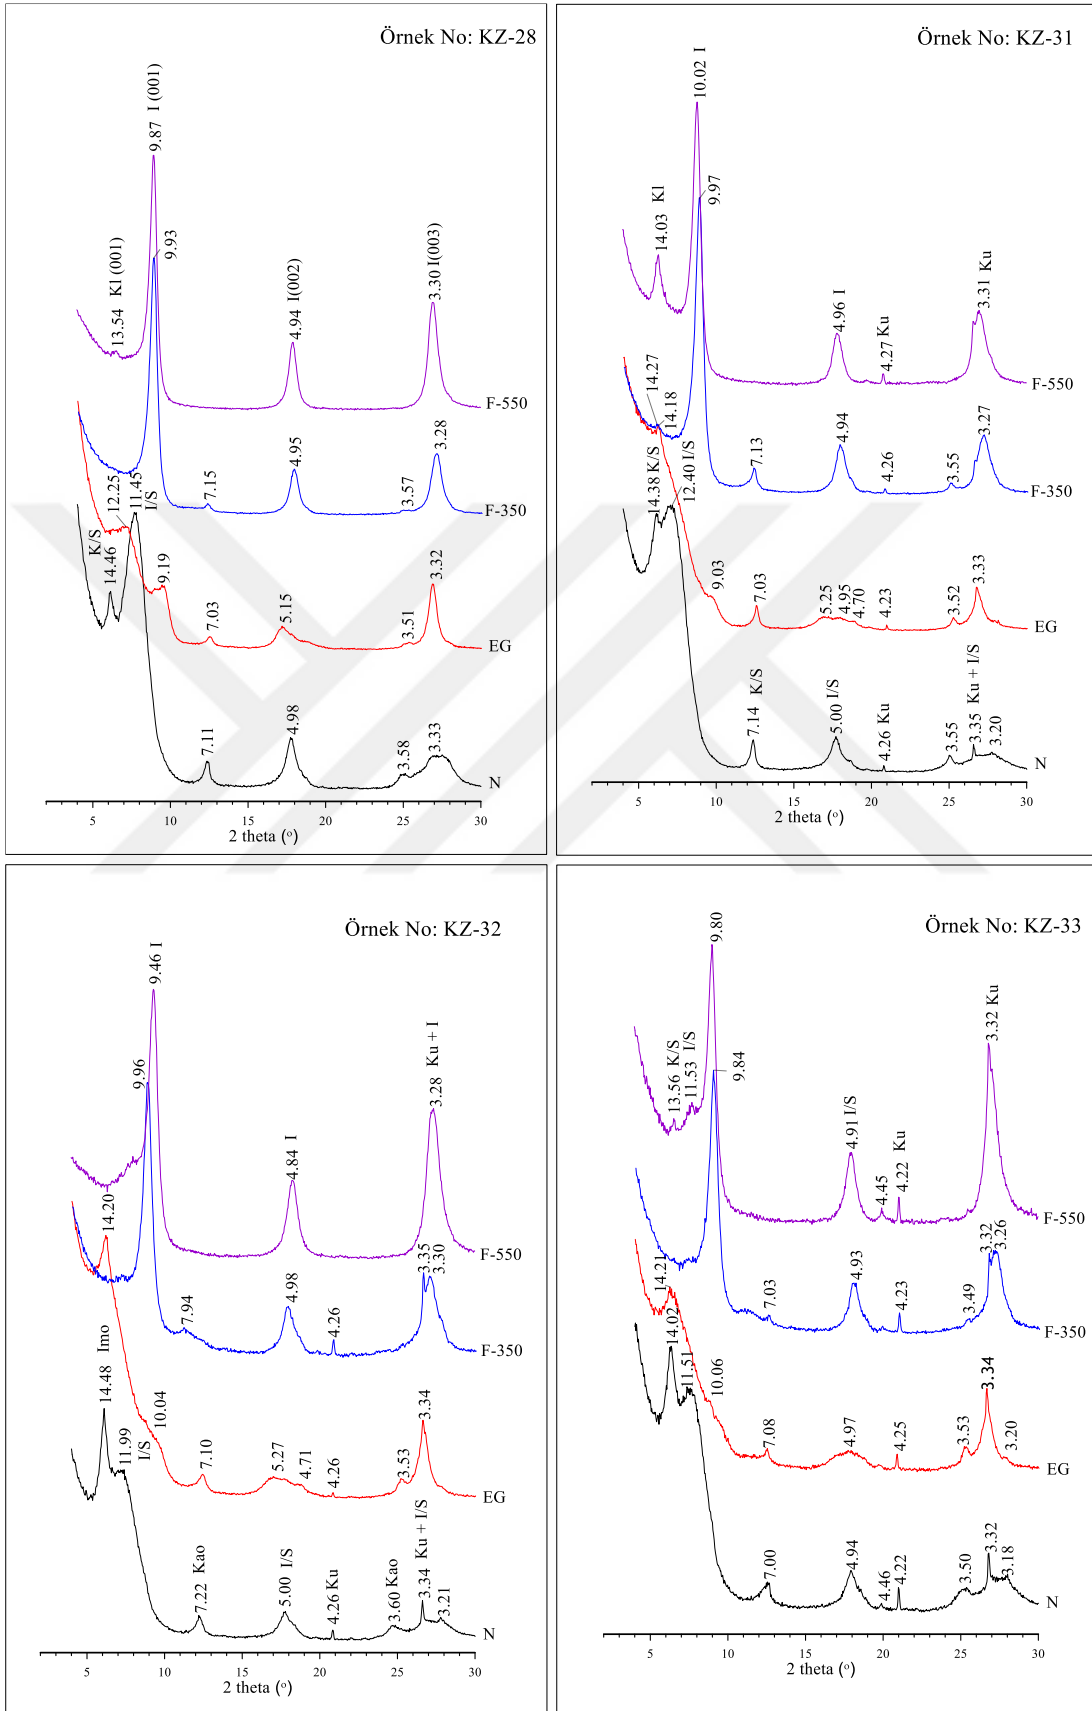 Örnek No: KZ-28
9.87 I (001)
9.93
13.54 Kl (001)
4.94 I(002)
3.30 I(003)
F-550
12.25
11.45
I/S
7.15
4.95
3.57
3.28
F-350
K/S
14.46
9.19
7.03
5.15
3.51
3.32
EG
7.11
4.98
3.58
3.33
N
5 10 15 20 25 30
2 theta (°)
Örnek No: KZ-31
10.02 I
9.97
14.03 Kl
4.96 I
4.27 Ku
3.31 Ku
F-550
14.27
14.18
7.13
4.94
4.26
3.55
3.27
F-350
14.38 K/S
12.40 I/S
9.03
7.03
5.25
4.95
4.70
4.23
3.52
3.33
EG
7.14 K/S
5.00 I/S
4.26 Ku
3.55
3.35 Ku + I/S
3.20
N
5 10 15 20 25 30
2 theta (°)
Örnek No: KZ-32
9.46 I
9.96
4.84 I
3.28 Ku + I
F-550
14.20
7.94
4.98
4.26
3.35
3.30
F-350
14.48 Imo
11.99
I/S
10.04
7.10
5.27
4.71
4.26
3.53
3.34
EG
7.22 Kao
5.00 I/S
4.26 Ku
3.60 Kao
3.34 Ku + I/S
3.21
N
5 10 15 20 25 30
2 theta (°)
Örnek No: KZ-33
9.80
9.84
13.56 K/S
11.53 I/S
4.91 I/S
4.45
4.22 Ku
3.32 Ku
F-550
14.21
7.03
4.93
4.23
3.49
3.32
3.26
F-350
14.02
11.51
10.06
7.08
4.97
4.25
3.53
3.34
3.20
EG
7.00
4.94
4.46
4.22
3.50
3.32
3.18
N
5 10 15 20 25 30
2 theta (°)